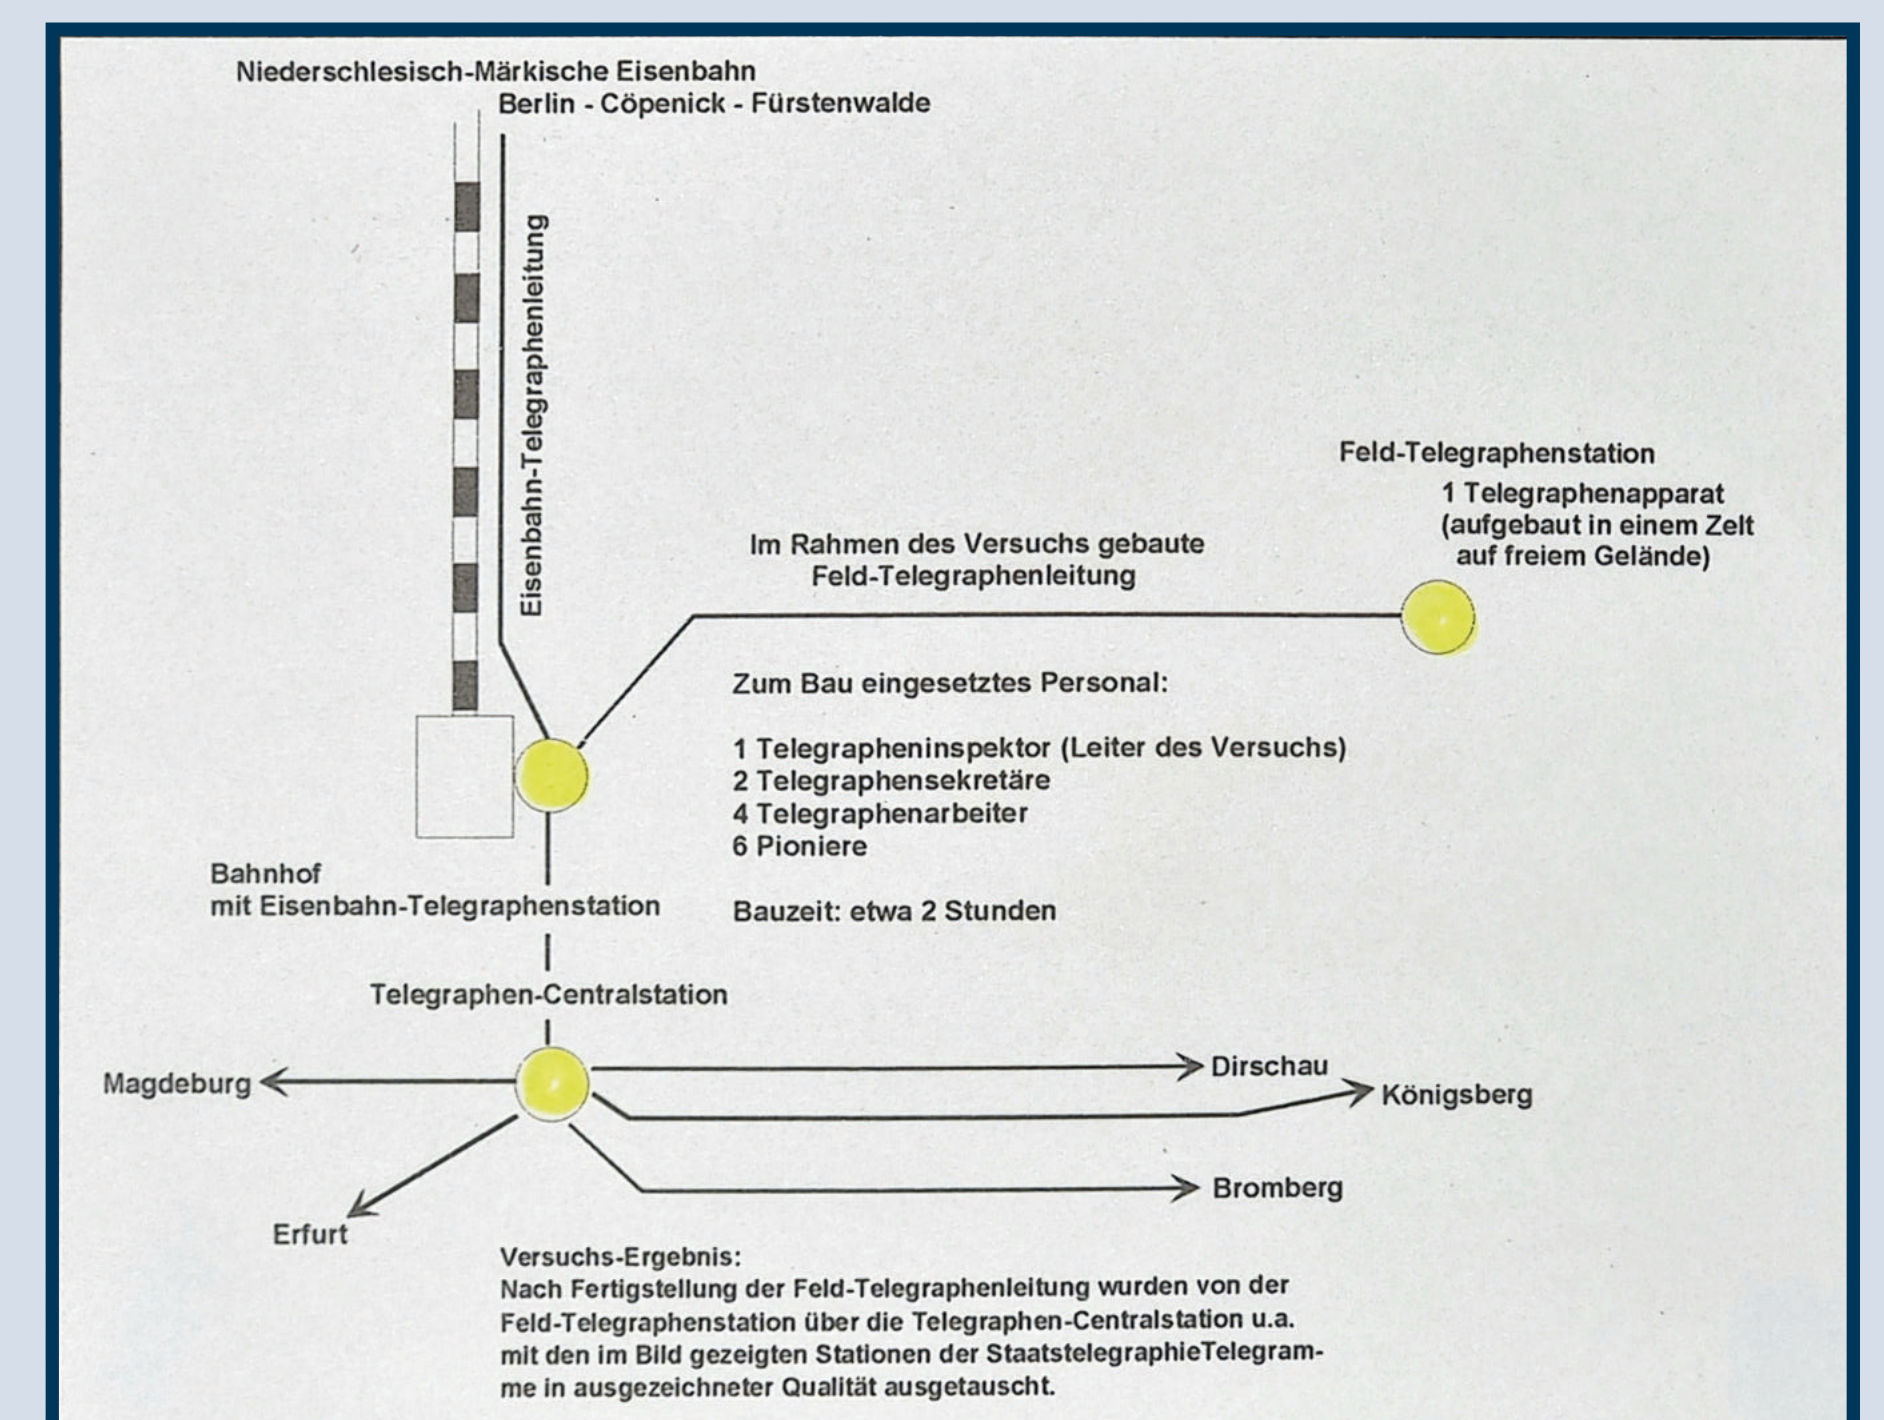 Niederschlesisch-Märkische Eisenbahn
Berlin - Cöpenick - Fürstenwalde
Eisenbahn-Telegraphenleitung
Feld-Telegraphenstation
1 Telegraphenapparat
(aufgebaut in einem Zelt
auf freiem Gelände)
Im Rahmen des Versuchs gebaute
Feld-Telegraphenleitung
Zum Bau eingesetztes Personal:
1 Telegrapheninspektor (Leiter des Versuchs)
2 Telegraphensekretäre
4 Telegraphenarbeiter
6 Pioniere
Bauzeit: etwa 2 Stunden
Bahnhof
mit Eisenbahn-Telegraphenstation
Telegraphen-Centralstation
Magdeburg
Dirschau
Königsberg
Bromberg
Erfurt
Versuchs-Ergebnis:
Nach Fertigstellung der Feld-Telegraphenleitung wurden von der
Feld-Telegraphenstation über die Telegraphen-Centralstation u.a.
mit den im Bild gezeigten Stationen der StaatstelegraphieTelegram-
me in ausgezeichneter Qualität ausgetauscht.